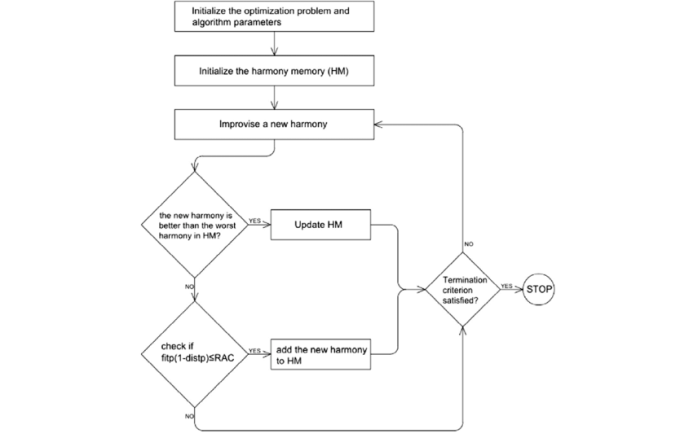 Initialize the optimization problem and
algorithm parameters
Initialize the harmony memory (HM)
Improvise a new harmony
the new harmony is
better than the worst
harmony in HM?
YES
Update HM
NO
NO
Termination
criterion
satisfied?
YES
STOP
check if
fitp(1-distp)≤RAC
YES
add the new harmony
to HM
NO